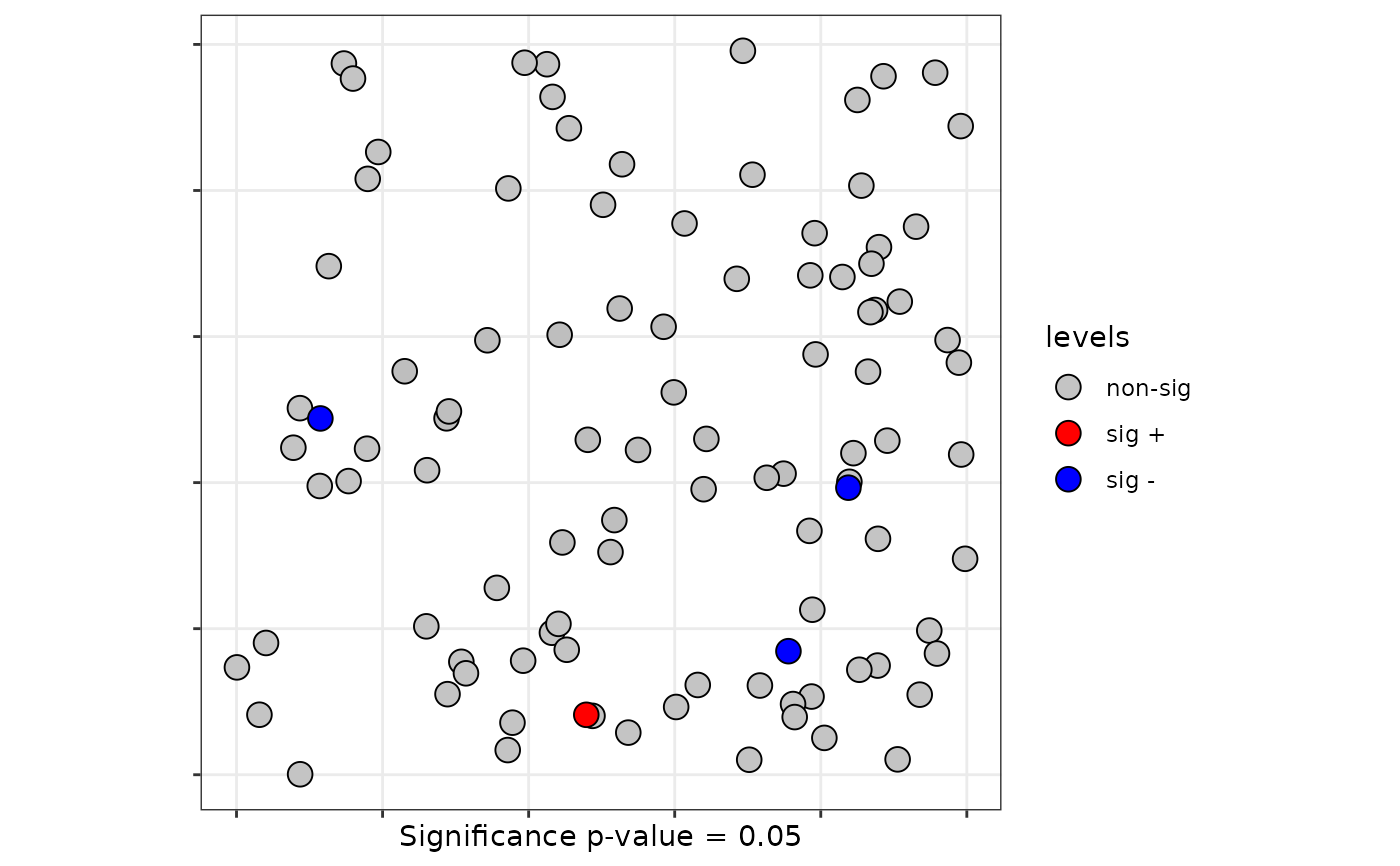 levels
non-sig
sig +
sig -
Significance p-value = 0.05